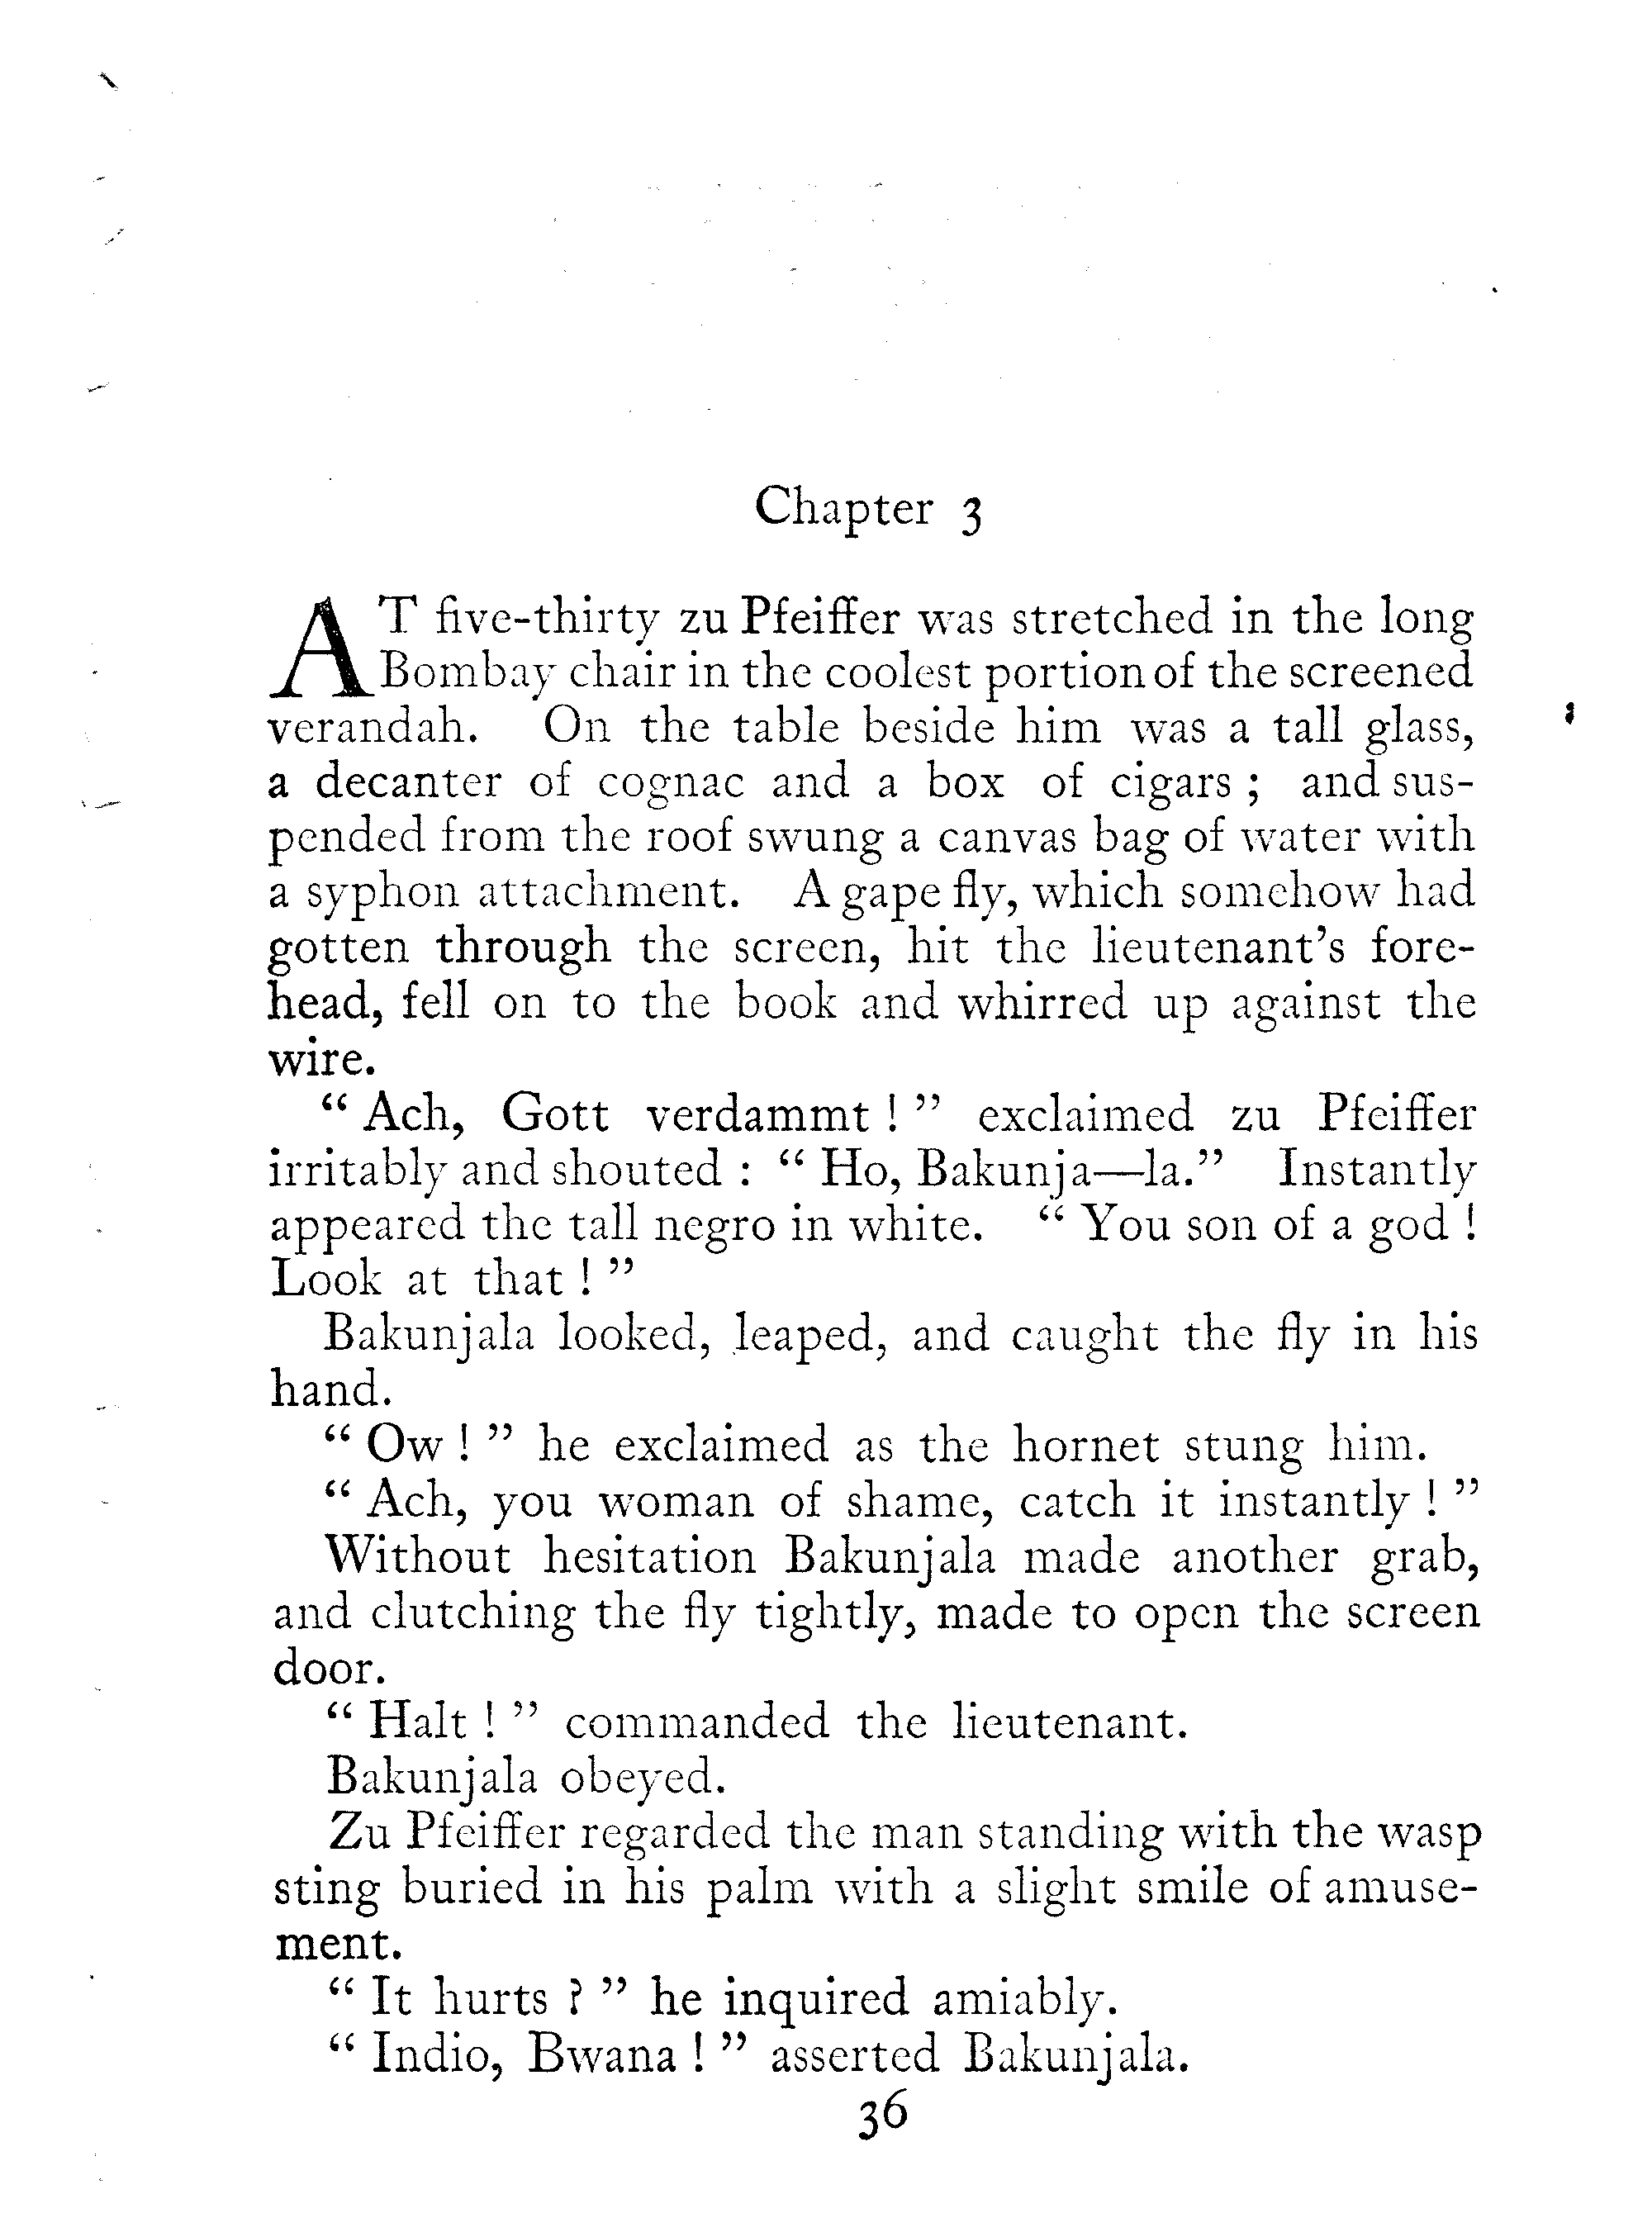 Chapter 3
AT five-thirty zu Pfeiffer was stretched in the long
Bombay chair in the coolest portion of the screened
verandah. On the table beside him was a tall glass,
a decanter of cognac and a box of cigars ; and sus-
pended from the roof swung a canvas bag of water with
a syphon attachment. A gape fly, which somehow had
gotten through the screen, hit the lieutenant's fore-
head, fell on to the book and whirred up against the
wire.
“ Ach, Gott verdammt ! ” exclaimed zu Pfeiffer
irritably and shouted : “ Ho, Bakunja—la.” Instantly
appeared the tall negro in white. “ You son of a god !
Look at that ! ”
Bakunjala looked, leaped, and caught the fly in his
hand.
“ Ow ! ” he exclaimed as the hornet stung him.
“ Ach, you woman of shame, catch it instantly ! ”
Without hesitation Bakunjala made another grab,
and clutching the fly tightly, made to open the screen
door.
“ Halt ! ” commanded the lieutenant.
Bakunjala obeyed.
Zu Pfeiffer regarded the man standing with the wasp
sting buried in his palm with a slight smile of amuse-
ment.
“ It hurts ? ” he inquired amiably.
“ Indio, Bwana ! ” asserted Bakunjala.
36